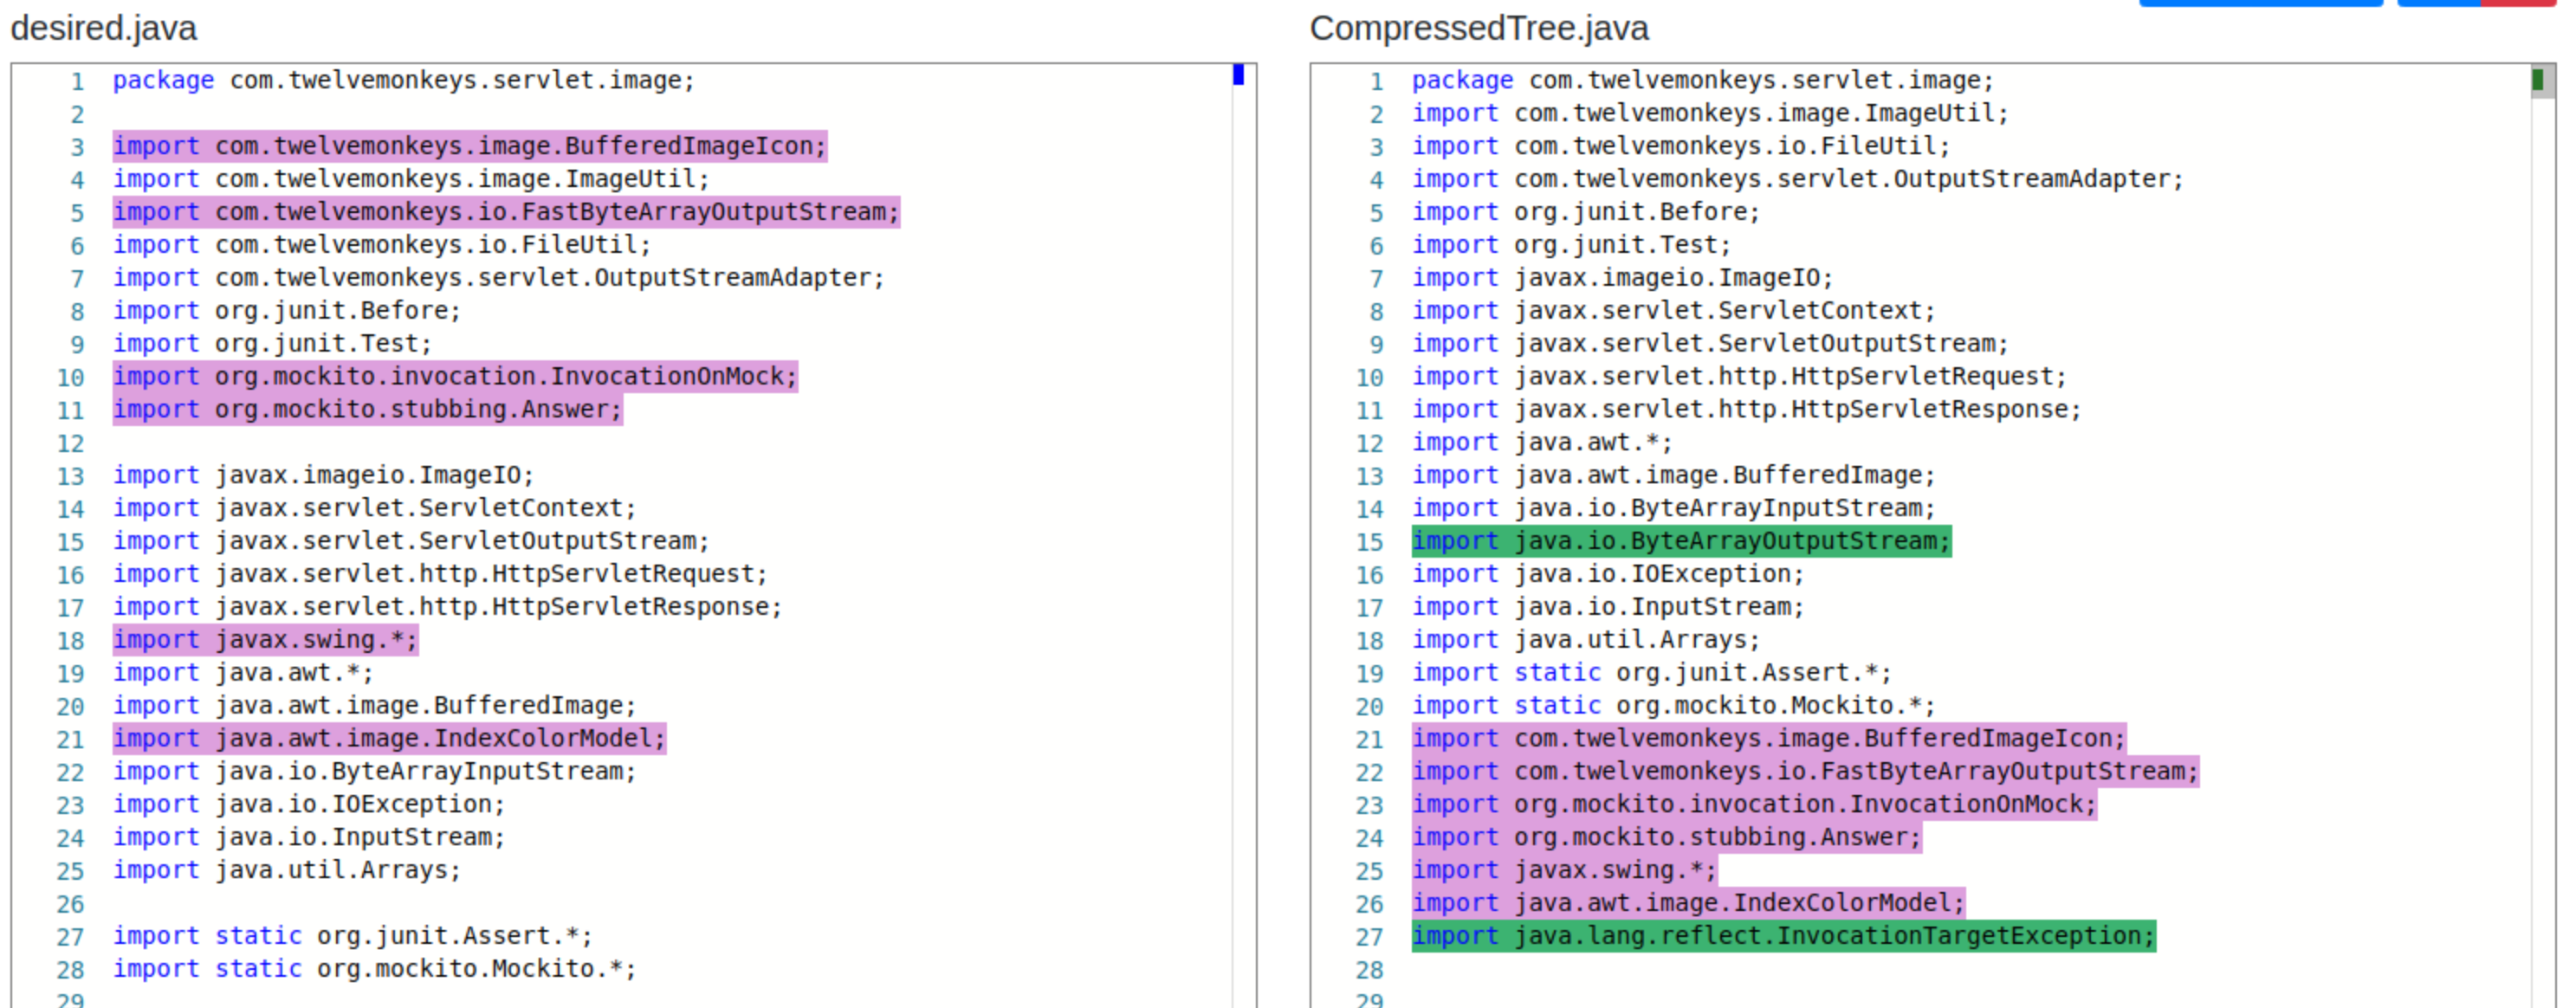 desired.java
1 package com.twelvemonkeys.servlet.image;
2
3 import com.twelvemonkeys.image.BufferedImageIcon;
4 import com.twelvemonkeys.image.ImageUtil;
5 import com.twelvemonkeys.io.FastByteArrayOutputStream;
6 import com.twelvemonkeys.io.FileUtil;
7 import com.twelvemonkeys.servlet.OutputStreamAdapter;
8 import org.junit.Before;
9 import org.junit.Test;
10 import org.mockito.invocation.InvocationOnMock;
11 import org.mockito.stubbing.Answer;
12
13 import javax.imageio.ImageIO;
14 import javax.servlet.ServletContext;
15 import javax.servlet.ServletOutputStream;
16 import javax.servlet.http.HttpServletRequest;
17 import javax.servlet.http.HttpServletResponse;
18 import javax.swing.*;
19 import java.awt.*;
20 import java.awt.image.BufferedImage;
21 import java.awt.image.IndexColorModel;
22 import java.io.ByteArrayInputStream;
23 import java.io.IOException;
24 import java.io.InputStream;
25 import java.util.Arrays;
26
27 import static org.junit.Assert.*;
28 import static org.mockito.Mockito.*;
29
CompressedTree.java
1 package com.twelvemonkeys.servlet.image;
2 import com.twelvemonkeys.image.ImageUtil;
3 import com.twelvemonkeys.io.FileUtil;
4 import com.twelvemonkeys.servlet.OutputStreamAdapter;
5 import org.junit.Before;
6 import org.junit.Test;
7 import javax.imageio.ImageIO;
8 import javax.servlet.ServletContext;
9 import javax.servlet.ServletOutputStream;
10 import javax.servlet.http.HttpServletRequest;
11 import javax.servlet.http.HttpServletResponse;
12 import java.awt.*;
13 import java.awt.image.BufferedImage;
14 import java.io.ByteArrayInputStream;
15 import java.io.ByteArrayOutputStream;
16 import java.io.IOException;
17 import java.io.InputStream;
18 import java.util.Arrays;
19 import static org.junit.Assert.*;
20 import static org.mockito.Mockito.*;
21 import com.twelvemonkeys.image.BufferedImageIcon;
22 import com.twelvemonkeys.io.FastByteArrayOutputStream;
23 import org.mockito.invocation.InvocationOnMock;
24 import org.mockito.stubbing.Answer;
25 import javax.swing.*;
26 import java.awt.image.IndexColorModel;
27 import java.lang.reflect.InvocationTargetException;
28
29